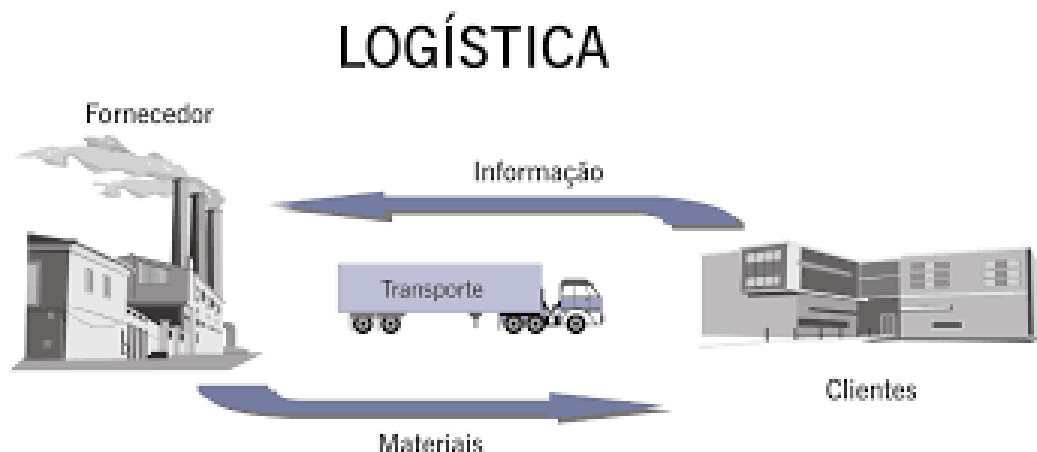 LOGÍSTICA
Fornecedor
Informação
Transporte
Clientes
Materiais